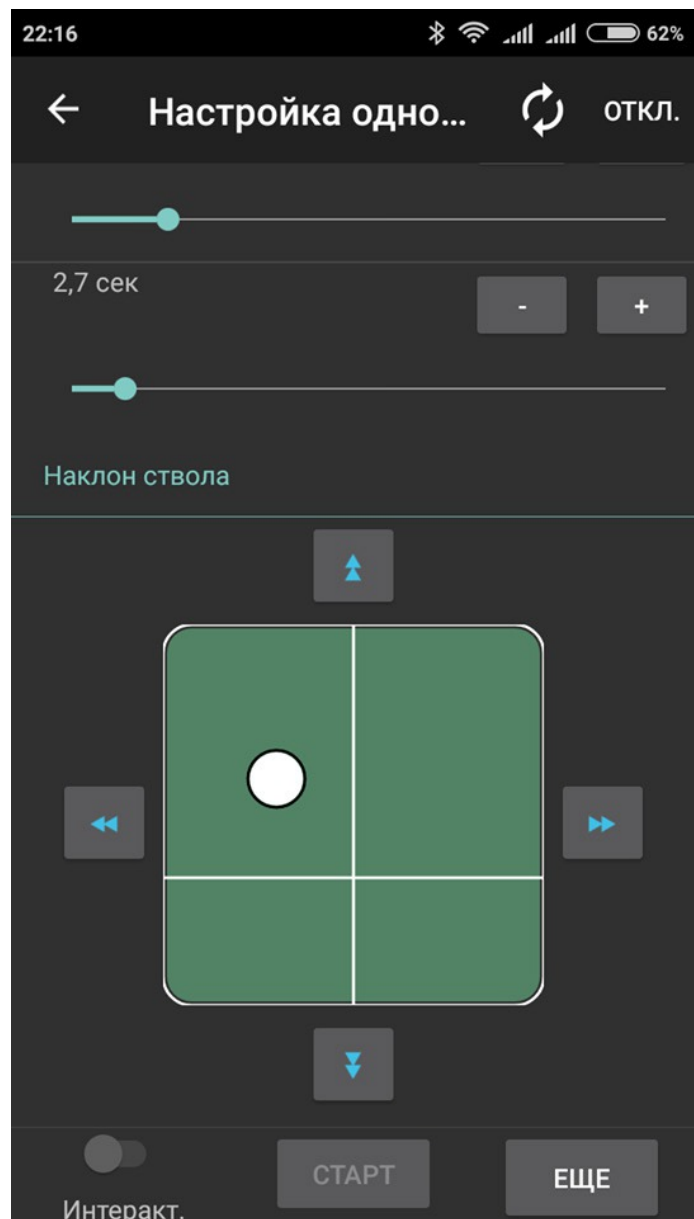 22:16 62%
Настройка одно... ОТКЛ.
2,7 сек
- +
Наклон ствола
СТАРТ ЕЩЕ
Интеракт.